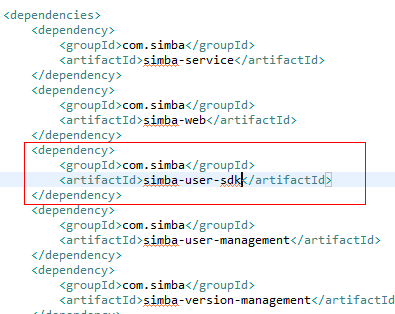 <dependencies>
<dependency>
<groupId>com.simba</groupId>
<artifactId>simba-service</artifactId>
</dependency>
<dependency>
<groupId>com.simba</groupId>
<artifactId>simba-web</artifactId>
</dependency>
<dependency>
<groupId>com.simba</groupId>
<artifactId>simba-user-sdk</artifactId>
</dependency>
<dependency>
<groupId>com.simba</groupId>
<artifactId>simba-user-management</artifactId>
</dependency>
<dependency>
<groupId>com.simba</groupId>
<artifactId>simba-version-management</artifactId
</dependency>